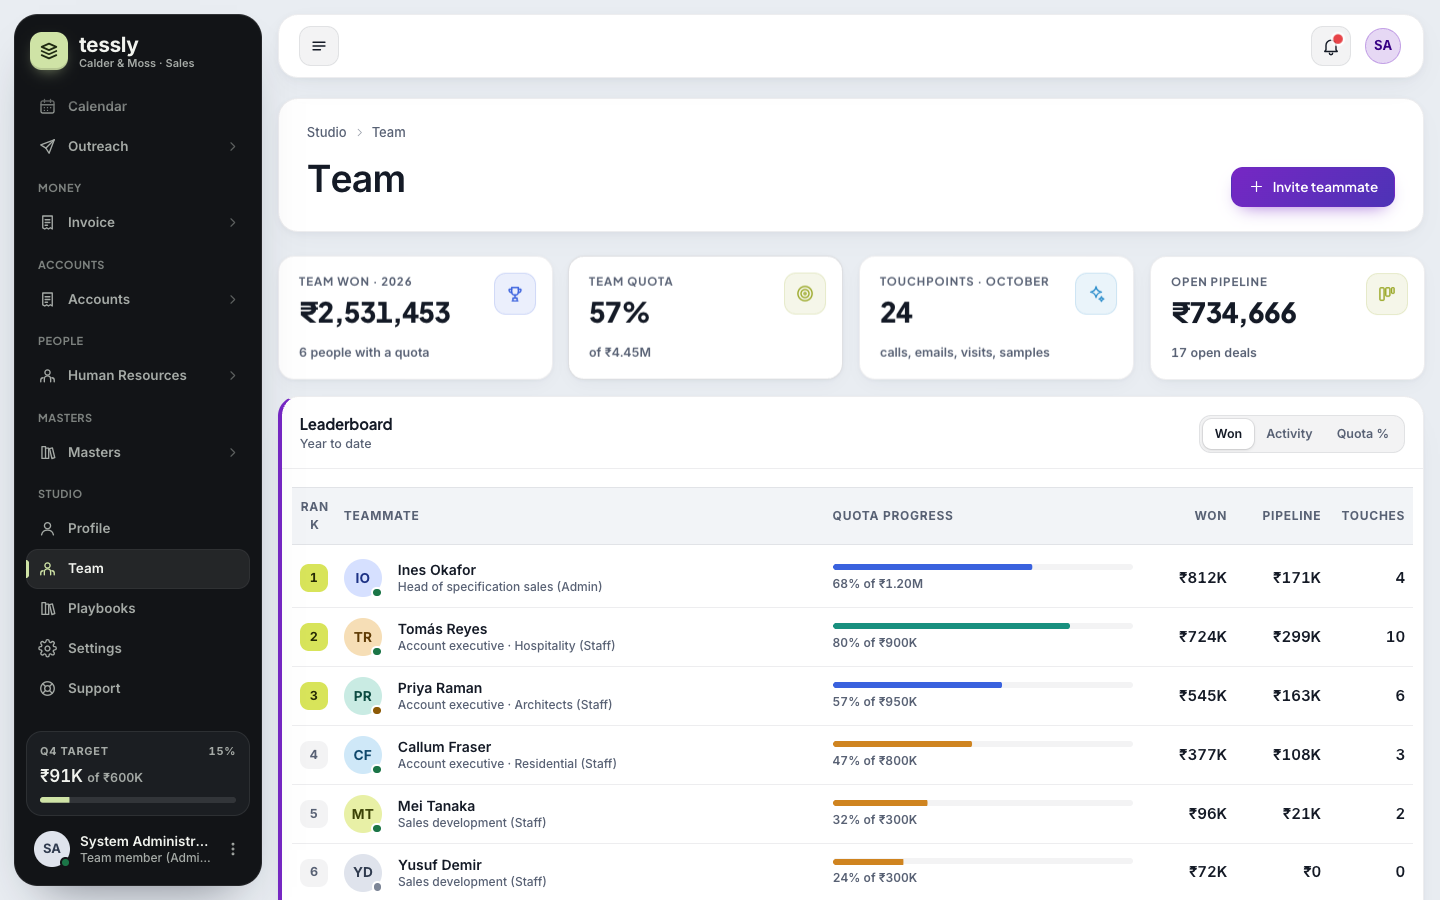 tessly
Calder & Moss · Sales
Calendar
Outreach
MONEY
Invoice
ACCOUNTS
Accounts
PEOPLE
Human Resources
MASTERS
Masters
STUDIO
Profile
Team
Playbooks
Settings
Support
Q4 TARGET 15%
₹91K of ₹600K
SA
System Administr...
Team member (Admi...
SA
Studio > Team
Team
+ Invite teammate
TEAM WON · 2026
₹2,531,453
6 people with a quota
TEAM QUOTA
57%
of ₹4.45M
TOUCHPOINTS · OCTOBER
24
calls, emails, visits, samples
OPEN PIPELINE
₹734,666
17 open deals
Leaderboard
Year to date
Won Activity Quota %
RAN
K
TEAMMATE QUOTA PROGRESS WON PIPELINE TOUCHES
1 IO Ines Okafor ₹812K ₹171K 4
Head of specification sales (Admin) 68% of ₹1.20M
2 TR Tomás Reyes ₹724K ₹299K 10
Account executive · Hospitality (Staff) 80% of ₹900K
3 PR Priya Raman ₹545K ₹163K 6
Account executive · Architects (Staff) 57% of ₹950K
4 CF Callum Fraser ₹377K ₹108K 3
Account executive · Residential (Staff) 47% of ₹800K
5 MT Mei Tanaka ₹96K ₹21K 2
Sales development (Staff) 32% of ₹300K
6 YD Yusuf Demir ₹72K ₹0 0
Sales development (Staff) 24% of ₹300K